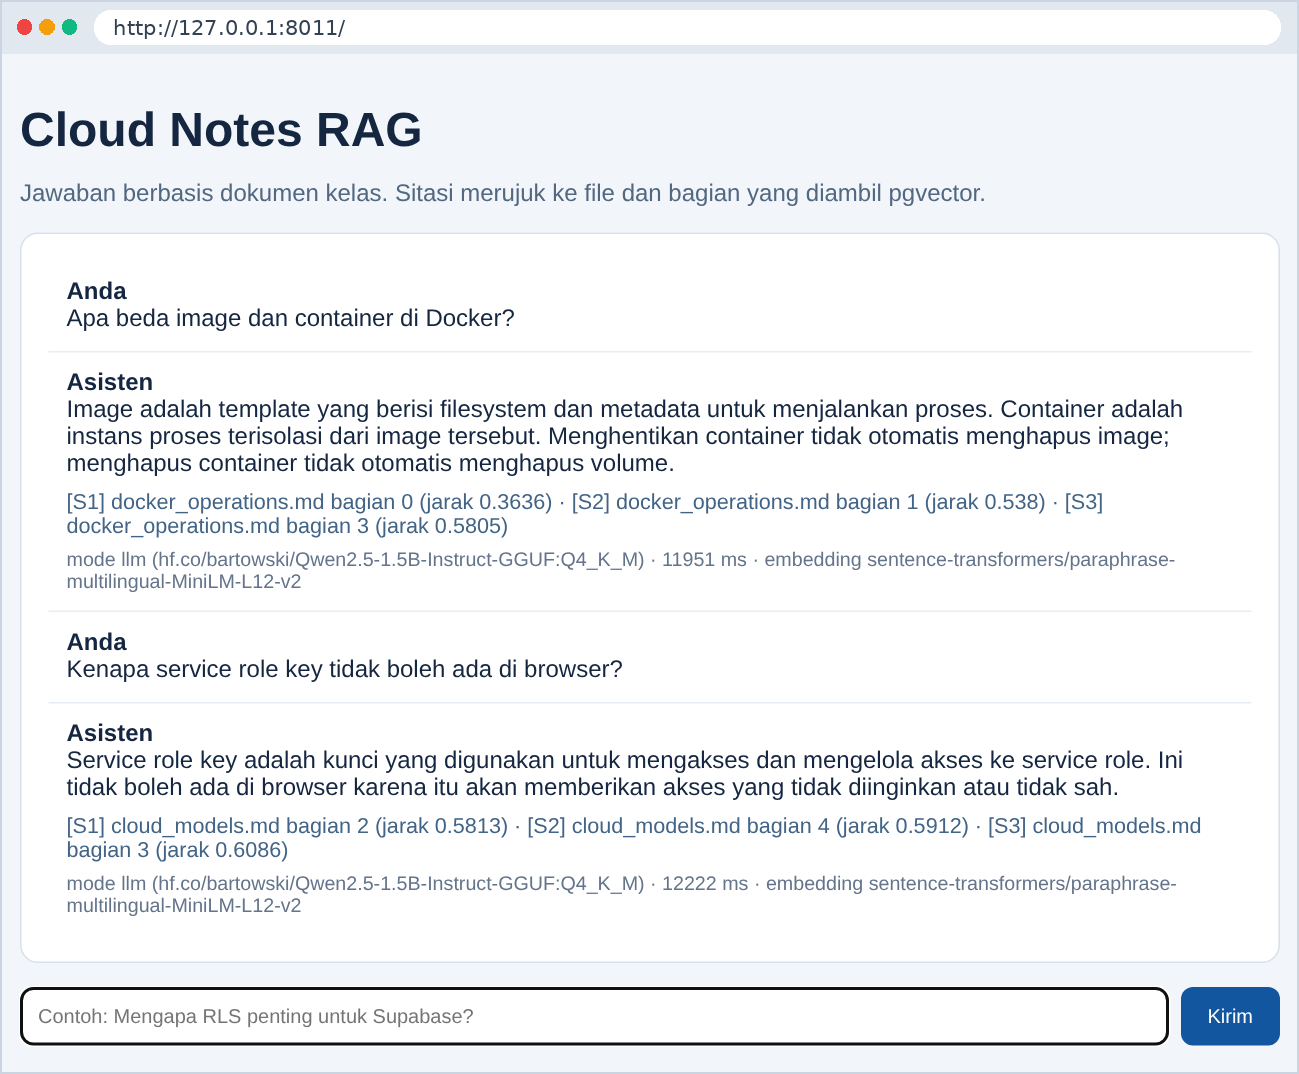 http://127.0.0.1:8011/
Cloud Notes RAG
Jawaban berbasis dokumen kelas. Sitasi merujuk ke file dan bagian yang diambil pgvector.
Anda
Apa beda image dan container di Docker?
Asisten
Image adalah template yang berisi filesystem dan metadata untuk menjalankan proses. Container adalah
instans proses terisolasi dari image tersebut. Menghentikan container tidak otomatis menghapus image;
menghapus container tidak otomatis menghapus volume.
[S1] docker_operations.md bagian 0 (jarak 0.3636) · [S2] docker_operations.md bagian 1 (jarak 0.538) · [S3]
docker_operations.md bagian 3 (jarak 0.5805)
mode llm (hf.co/bartowski/Qwen2.5-1.5B-Instruct-GGUF:Q4_K_M) · 11951 ms · embedding sentence-transformers/paraphrase-
multilingual-MiniLM-L12-v2
Anda
Kenapa service role key tidak boleh ada di browser?
Asisten
Service role key adalah kunci yang digunakan untuk mengakses dan mengelola akses ke service role. Ini
tidak boleh ada di browser karena itu akan memberikan akses yang tidak diinginkan atau tidak sah.
[S1] cloud_models.md bagian 2 (jarak 0.5813) · [S2] cloud_models.md bagian 4 (jarak 0.5912) · [S3] cloud_models.md
bagian 3 (jarak 0.6086)
mode llm (hf.co/bartowski/Qwen2.5-1.5B-Instruct-GGUF:Q4_K_M) · 12222 ms · embedding sentence-transformers/paraphrase-
multilingual-MiniLM-L12-v2
Contoh: Mengapa RLS penting untuk Supabase?
Kirim